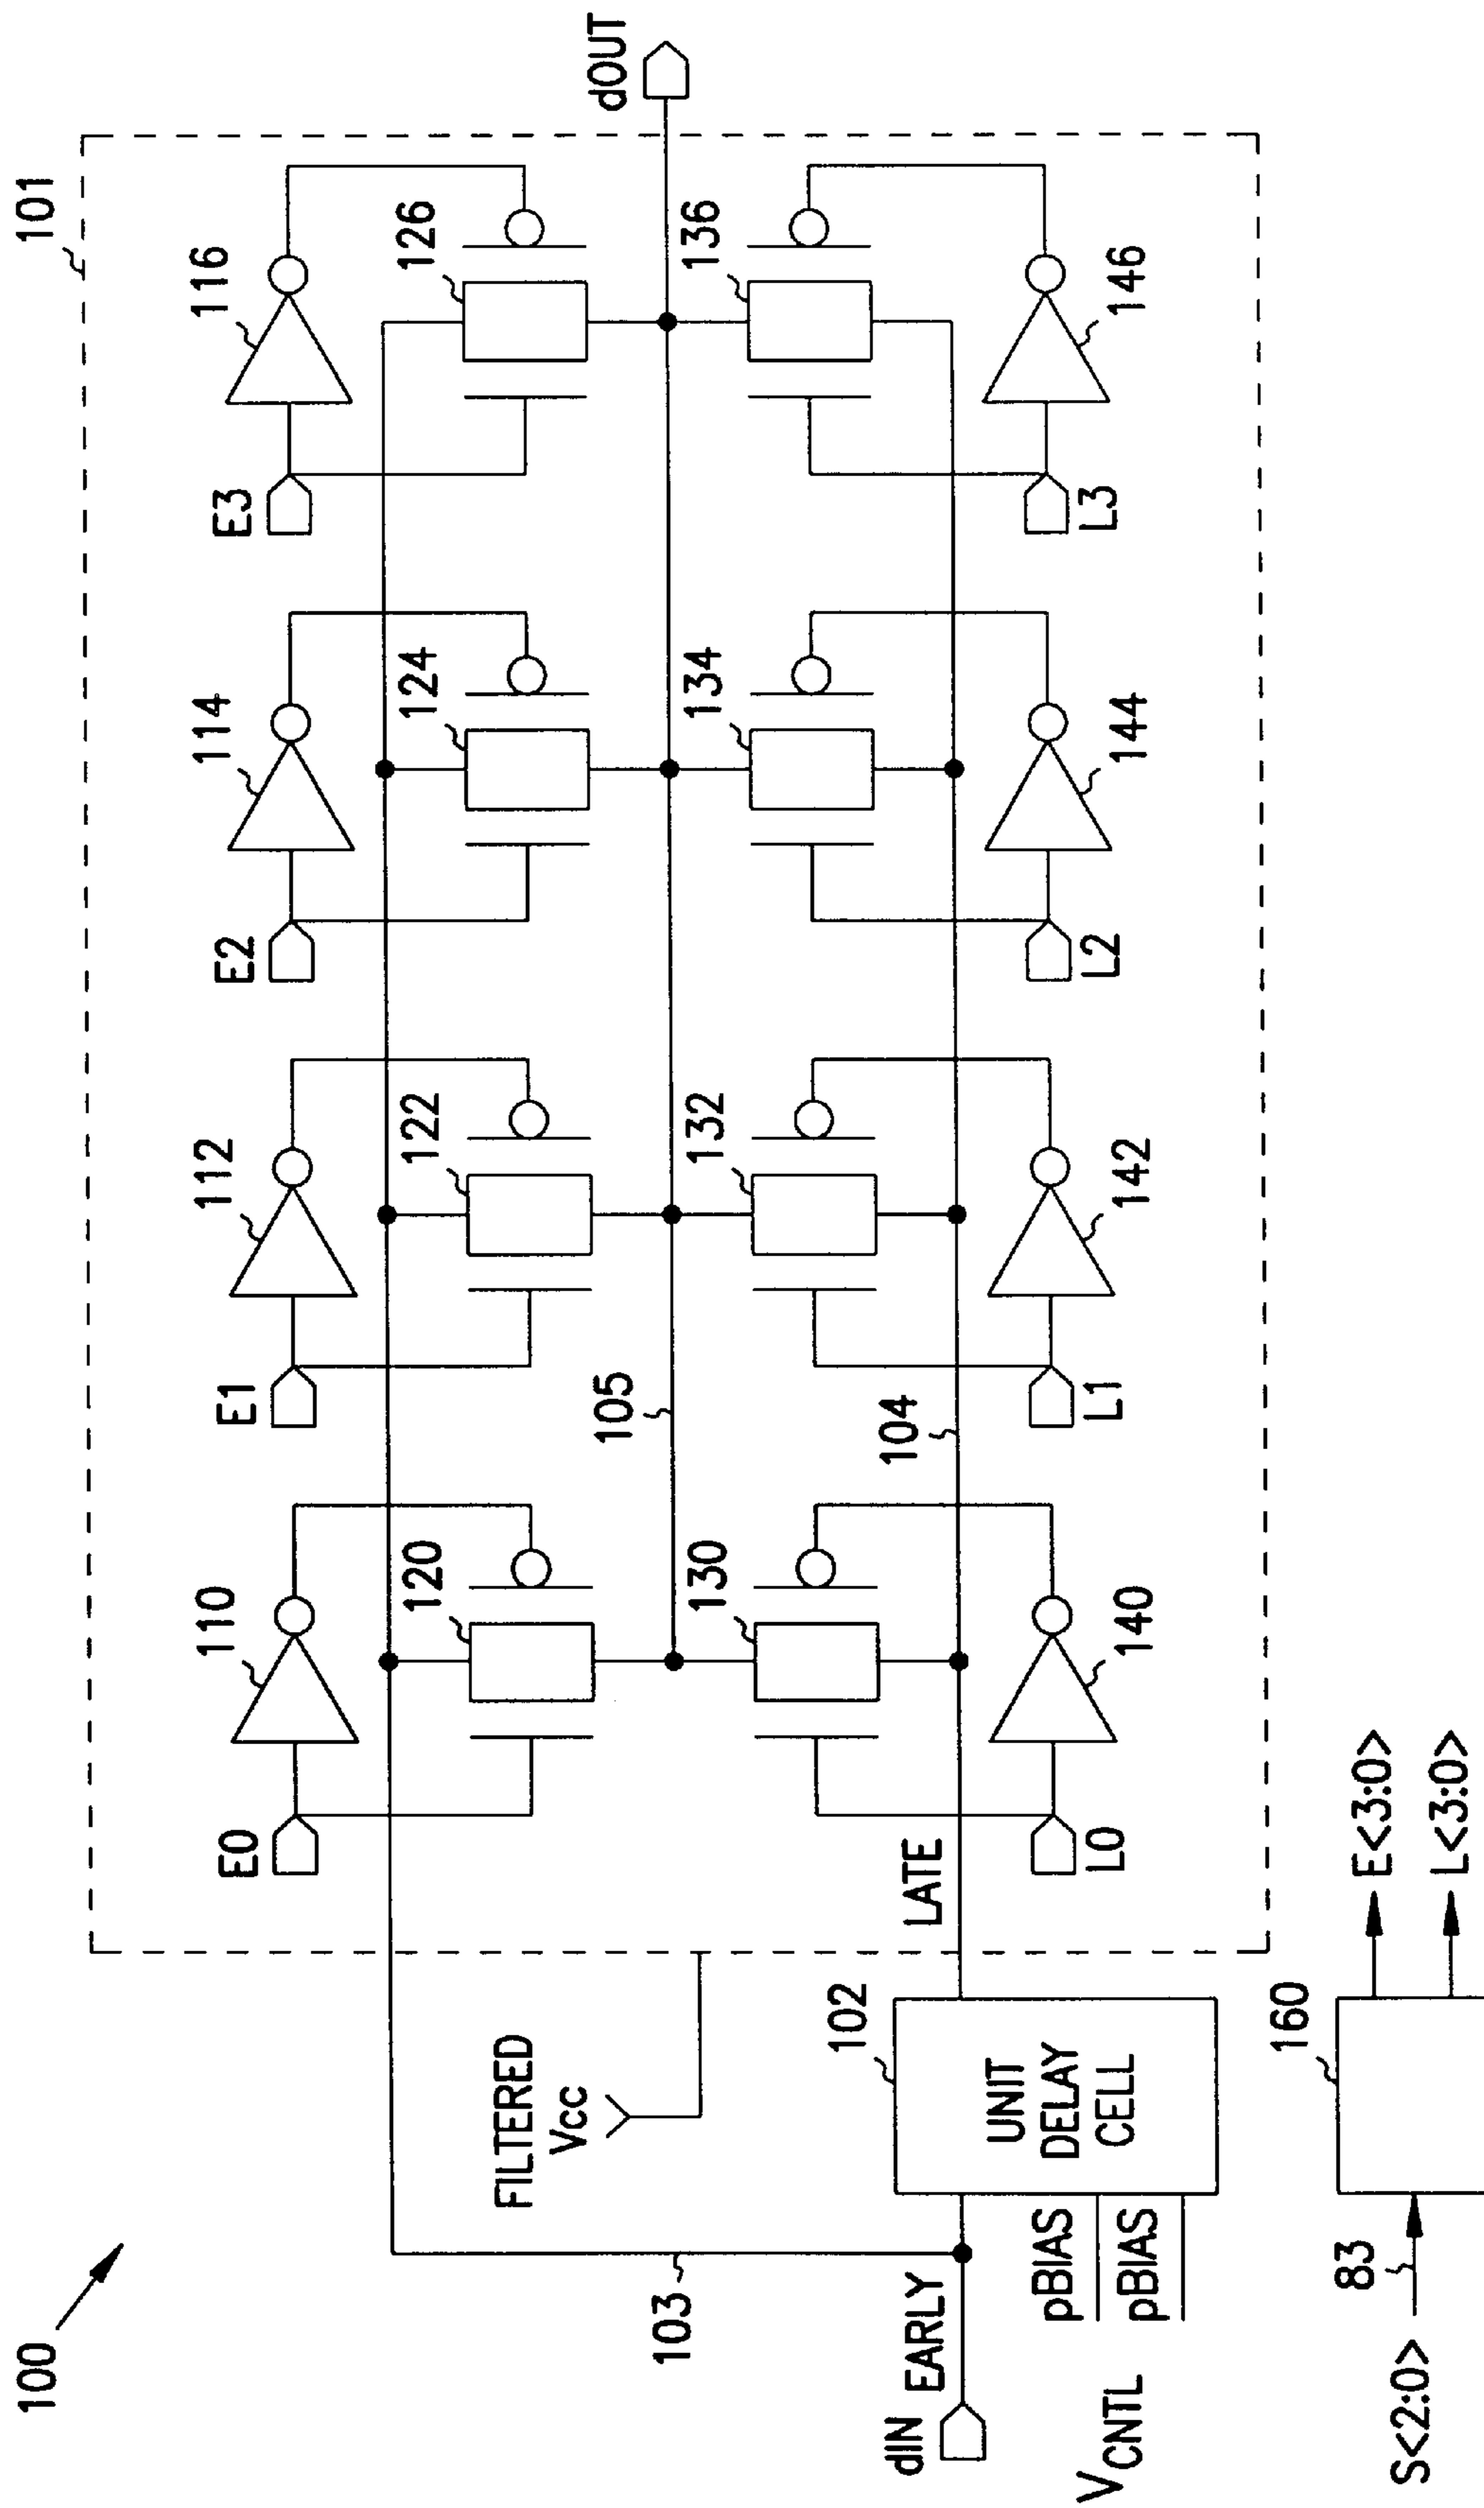 100
101
E0
110
E1
112
E2
114
E3
116
120
122
124
126
FILTERED
Vcc
103
105
dOUT
130
132
134
136
104
dIN
EARLY
LATE
102
UNIT
DELAY
CELL
VCNTL
pBIAS
pBIAS
L0
140
L1
142
L2
144
L3
146
S<2:0>
83
160
E<3:0>
L<3:0>